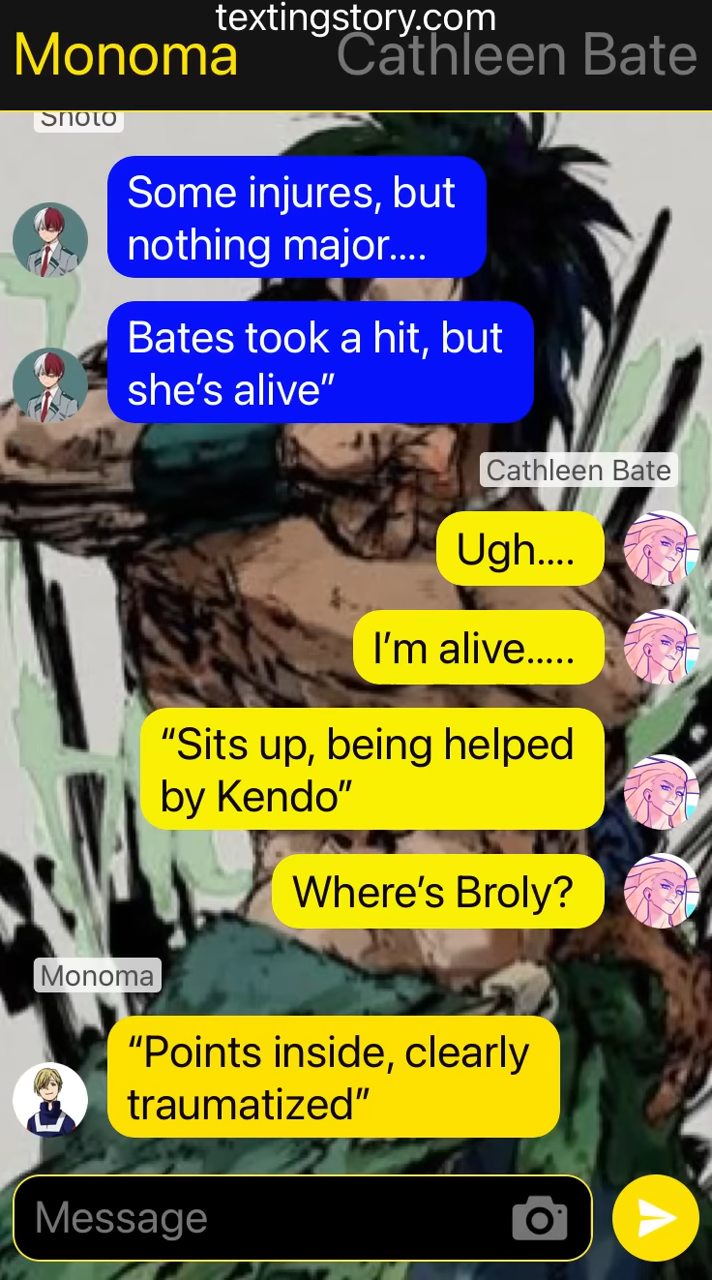 textingstory.com
Monoma
Cathleen Bate
Shoto
Some injures, but
nothing major....
Bates took a hit, but
she’s alive”
Cathleen Bate
Ugh....
I’m alive.....
“Sits up, being helped
by Kendo”
Where’s Broly?
Monoma
“Points inside, clearly
traumatized”
Message